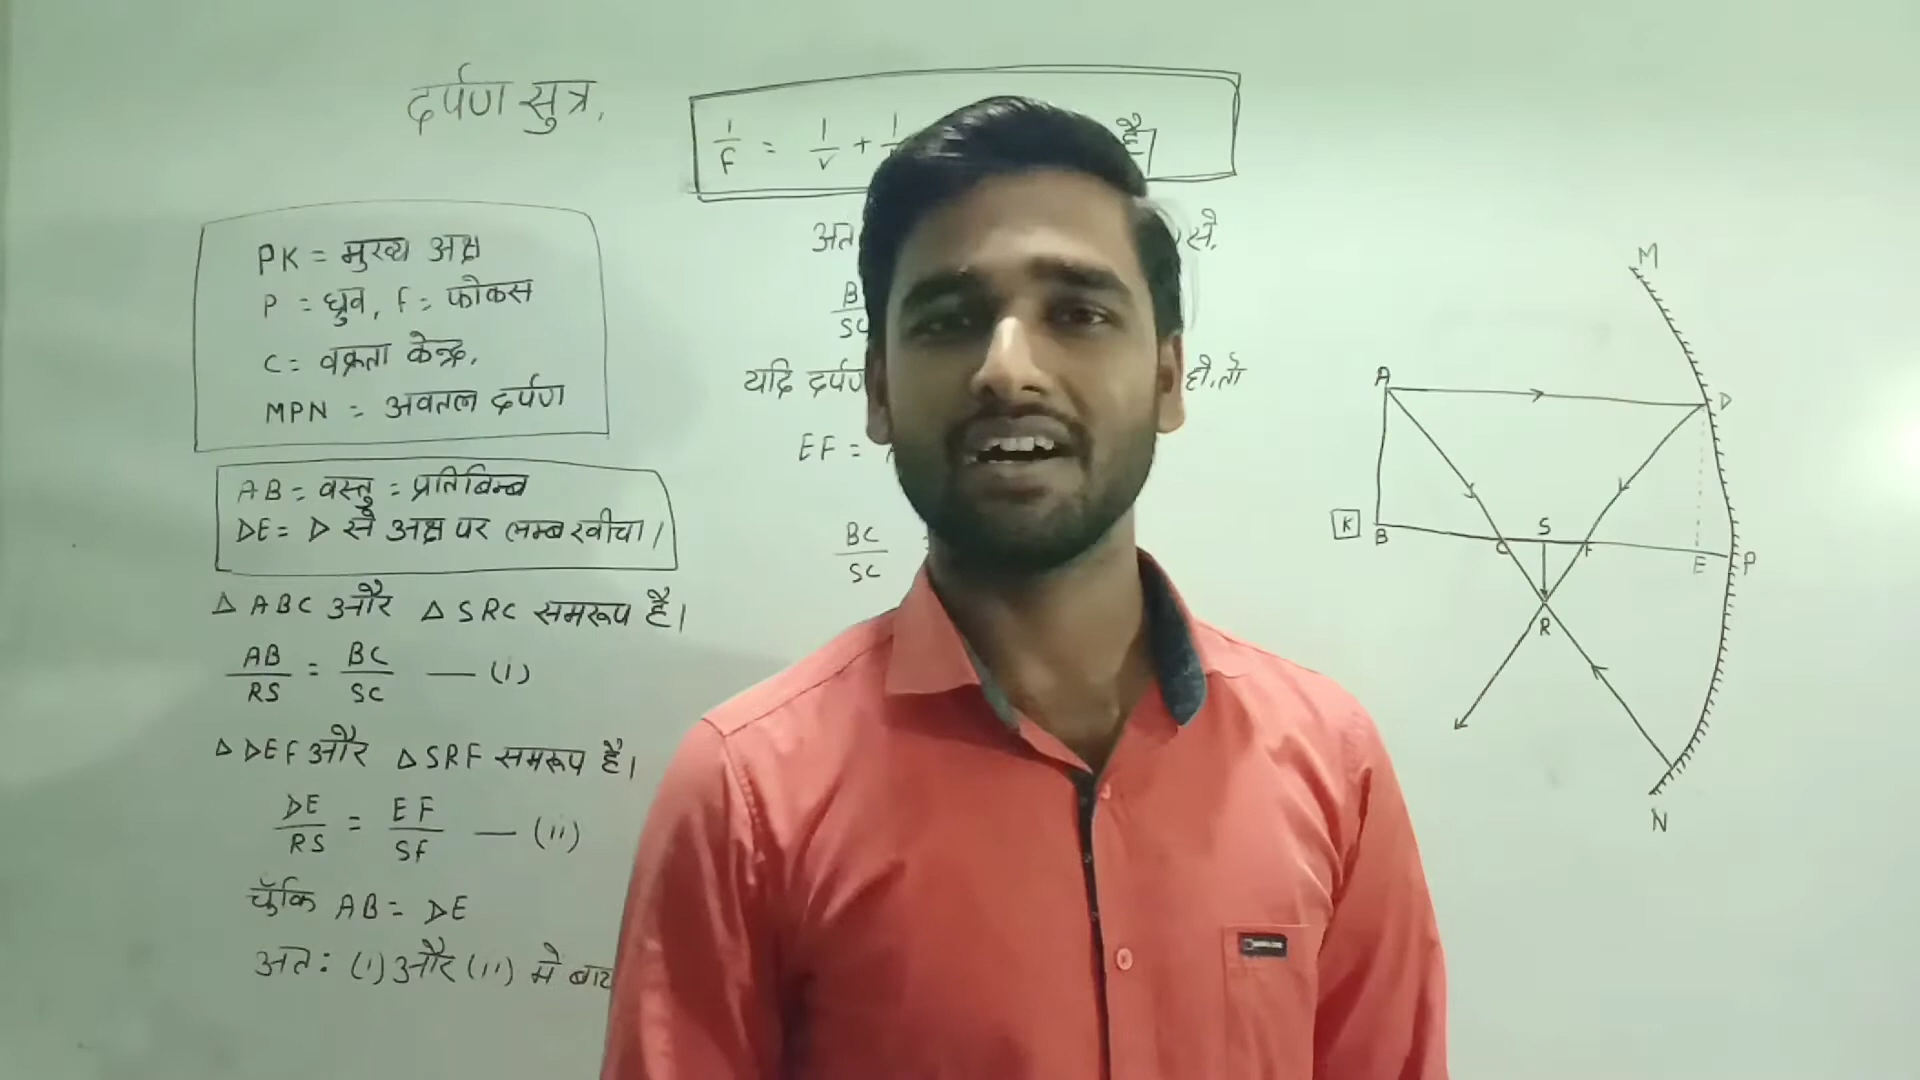 दर्पण सुत्र,
1/F = 1/v + 1/ है।
PK = मुख्य अक्ष
P = ध्रुव, F = फोकस
C = वक्रता केन्द्र,
MPN = अवतल दर्पण
AB = वस्तु = प्रतिबिम्ब
DE = D से अक्ष पर लम्ब खींचा।
Δ ABC और Δ SRC समरूप है।
AB/RS = BC/SC — (i)
Δ DEF और Δ SRF समरूप है।
DE/RS = EF/SF — (ii)
चुँकि AB = DE
अतः (i) और (ii) मे
से,
SC
यदि दर्पण हो, तो
EF =
BC/SC
M
A
D
K
B
C
S
F
E
P
R
N